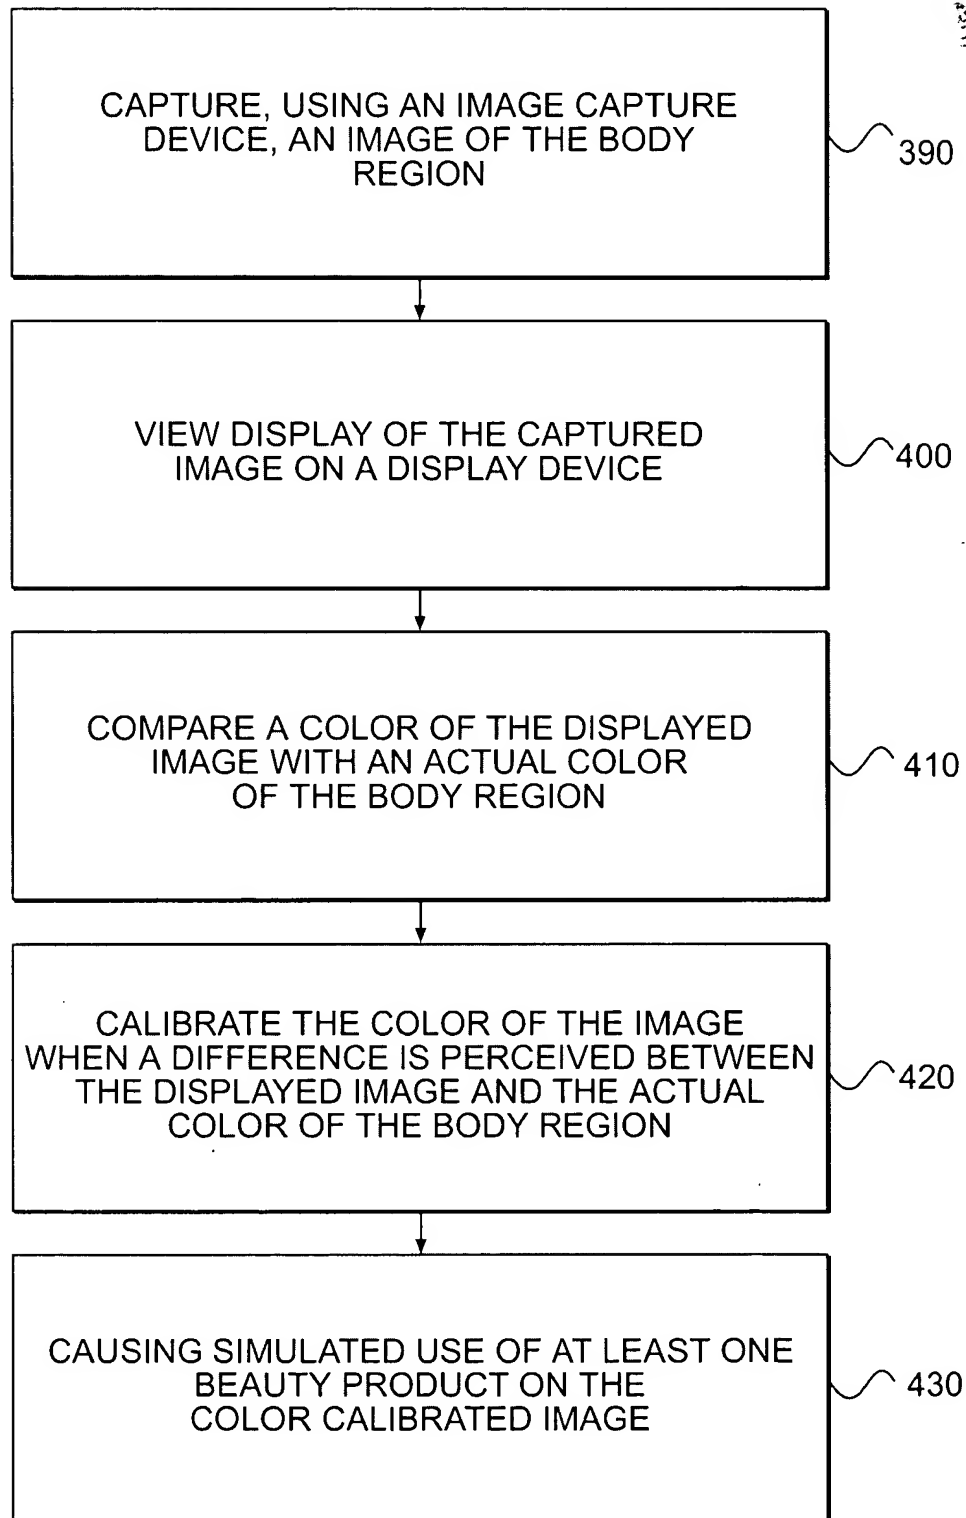 CAPTURE, USING AN IMAGE CAPTURE
DEVICE, AN IMAGE OF THE BODY
REGION
390
VIEW DISPLAY OF THE CAPTURED
IMAGE ON A DISPLAY DEVICE
400
COMPARE A COLOR OF THE DISPLAYED
IMAGE WITH AN ACTUAL COLOR
OF THE BODY REGION
410
CALIBRATE THE COLOR OF THE IMAGE
WHEN A DIFFERENCE IS PERCEIVED BETWEEN
THE DISPLAYED IMAGE AND THE ACTUAL
COLOR OF THE BODY REGION
420
CAUSING SIMULATED USE OF AT LEAST ONE
BEAUTY PRODUCT ON THE
COLOR CALIBRATED IMAGE
430